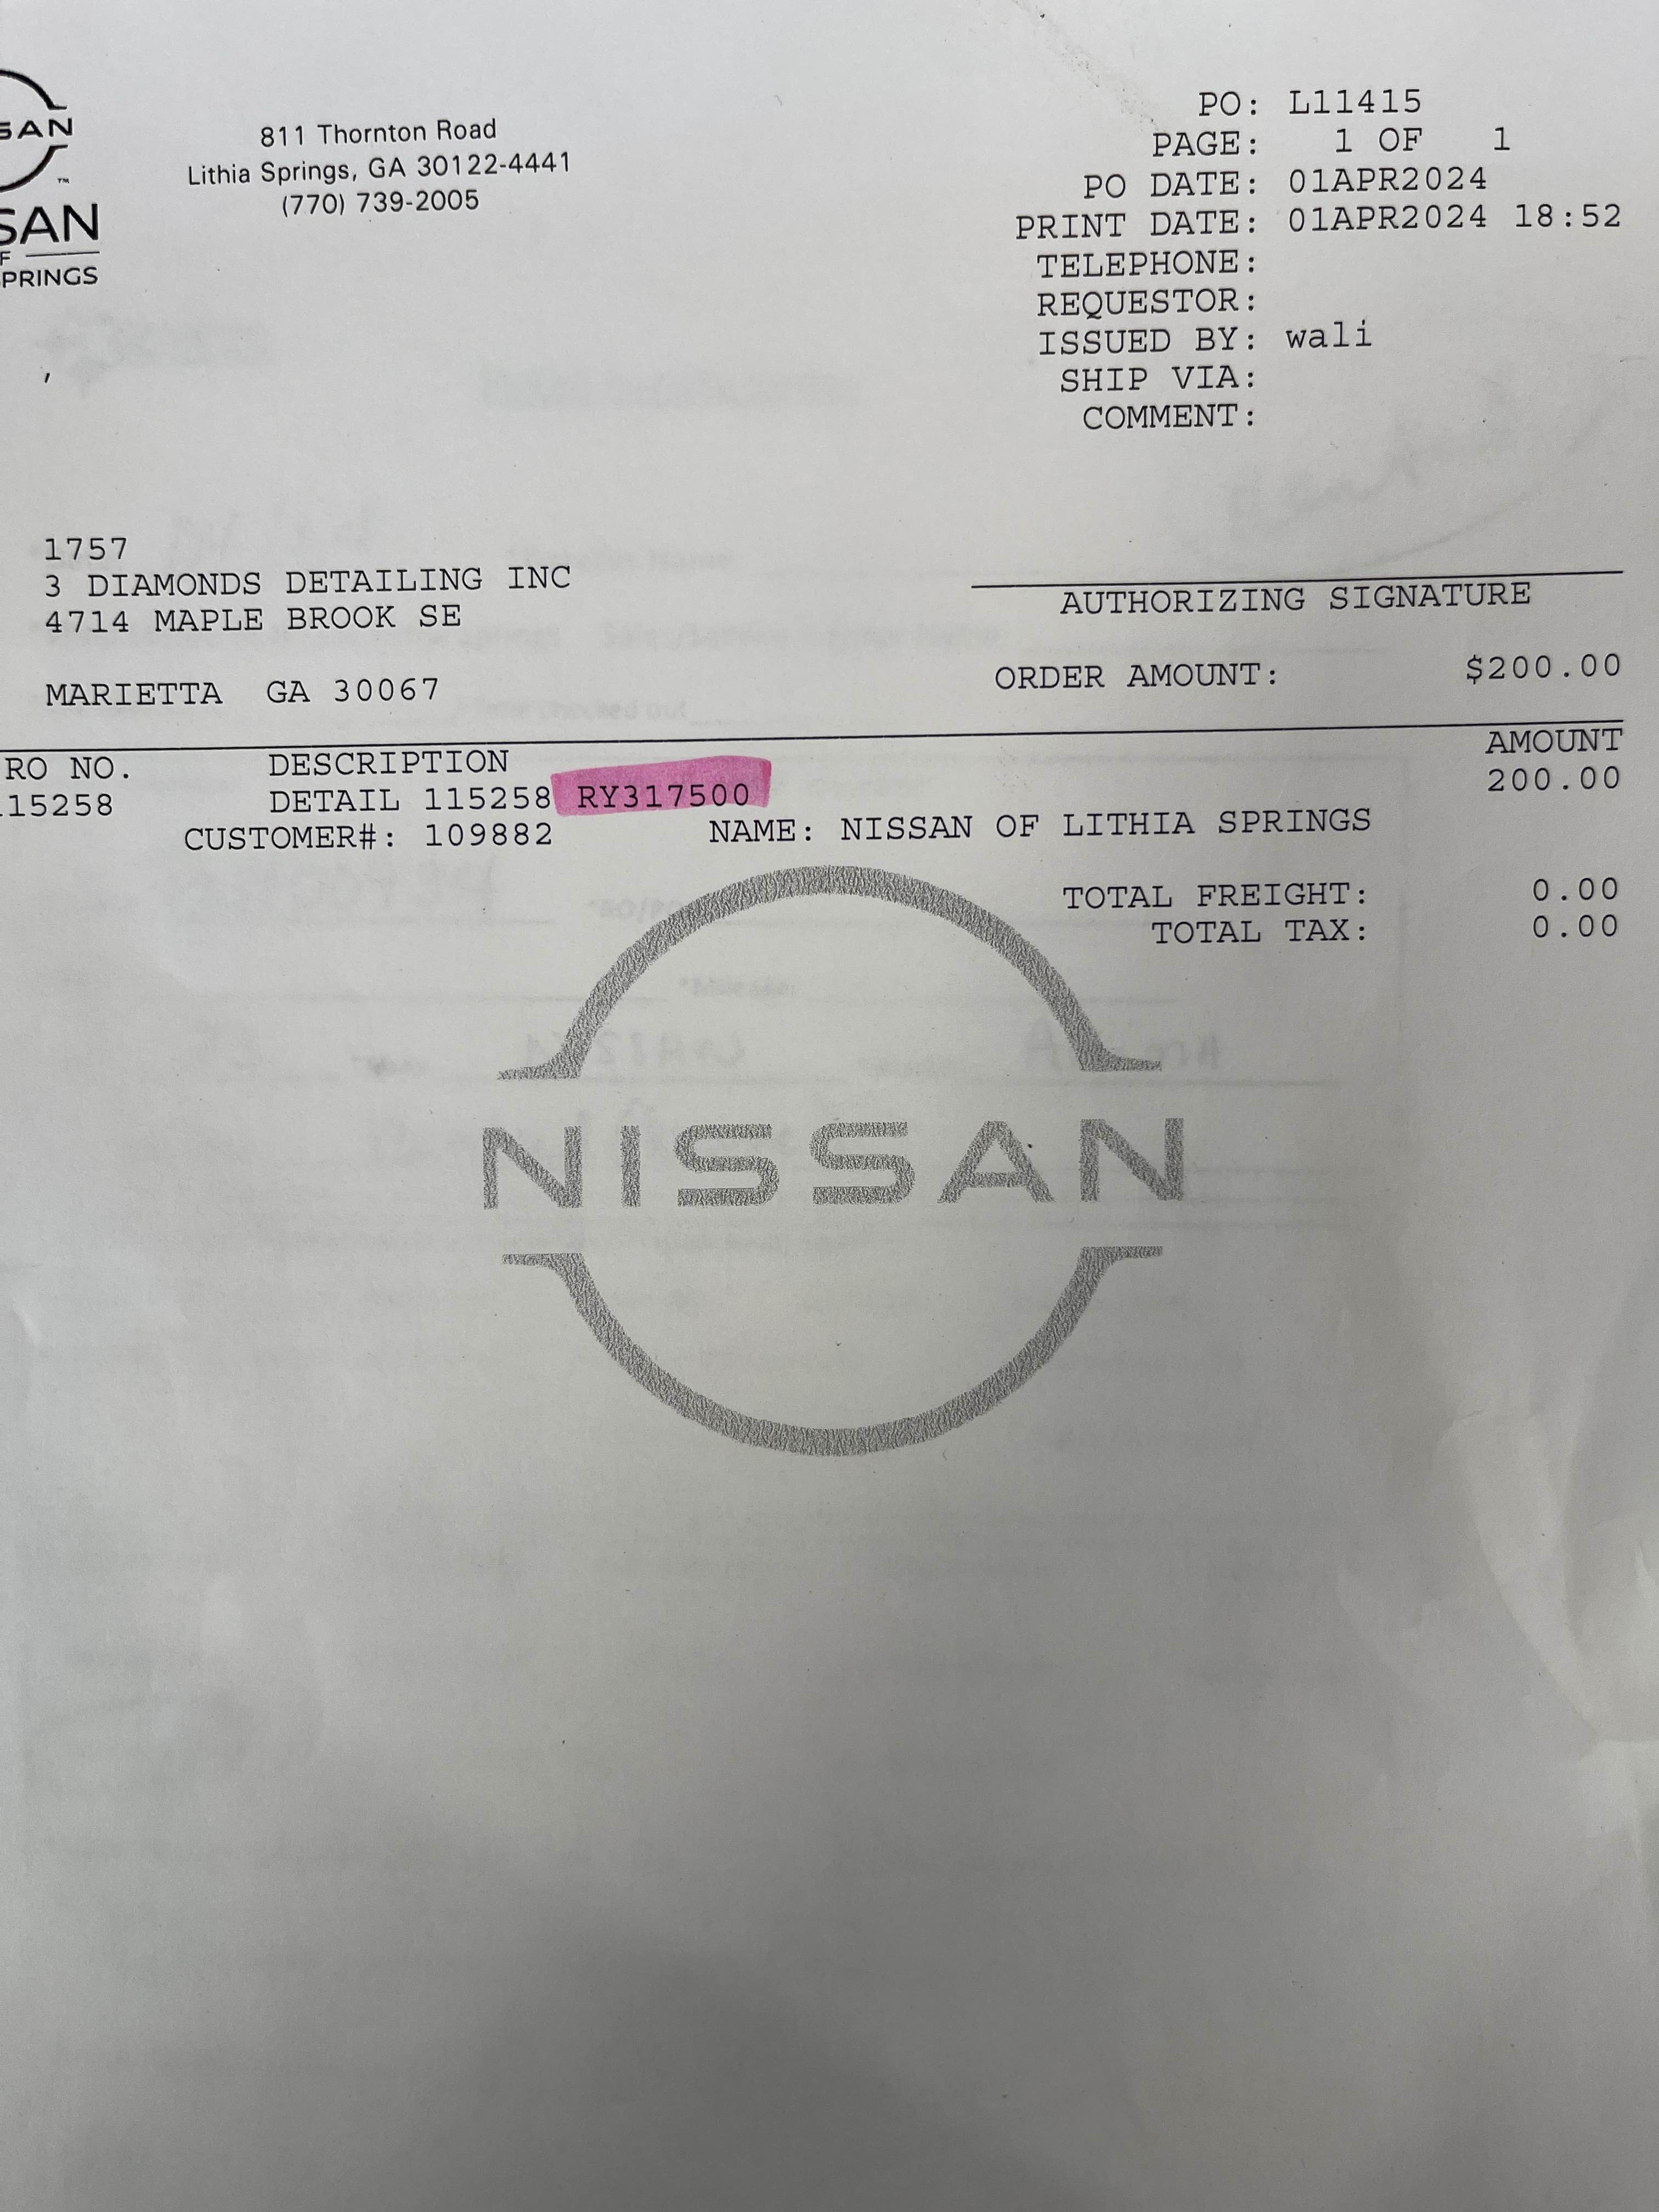 SAN
™
SAN
F
PRINGS
811 Thornton Road
Lithia Springs, GA 30122-4441
(770) 739-2005
PO: L11415
PAGE: 1 OF 1
PO DATE: 01APR2024
PRINT DATE: 01APR2024 18:52
TELEPHONE:
REQUESTOR:
ISSUED BY: wali
SHIP VIA:
COMMENT:
,
1757
3 DIAMONDS DETAILING INC
4714 MAPLE BROOK SE
MARIETTA GA 30067
AUTHORIZING SIGNATURE
ORDER AMOUNT: $200.00
RO NO. DESCRIPTION AMOUNT
115258 DETAIL 115258 RY317500 200.00
CUSTOMER#: 109882 NAME: NISSAN OF LITHIA SPRINGS
TOTAL FREIGHT: 0.00
TOTAL TAX: 0.00
NISSAN